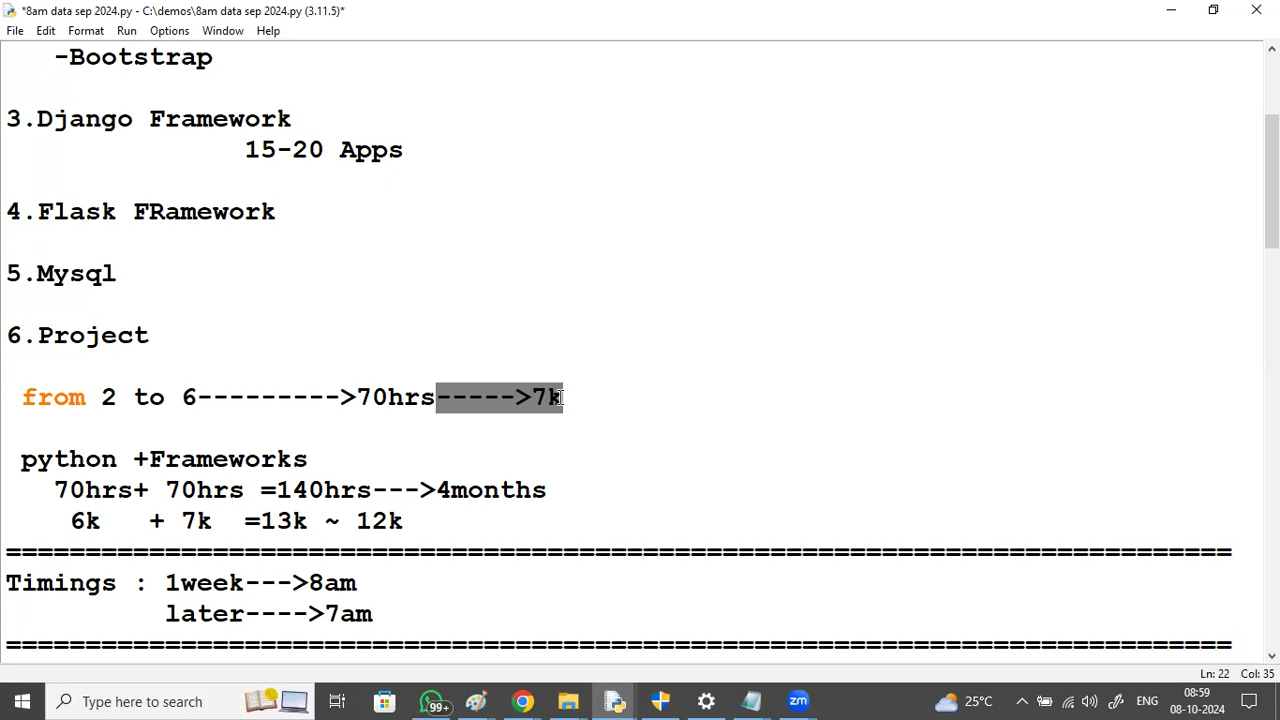 *8am data sep 2024.py - C:\demos\8am data sep 2024.py (3.11.5)*
File Edit Format Run Options Window Help
-Bootstrap
3.Django Framework
15-20 Apps
4.Flask FRamework
5.Mysql
6.Project
from 2 to 6--------->70hrs----->7k
python +Frameworks
70hrs+ 70hrs =140hrs--->4months
6k + 7k =13k ~ 12k
=============================================================================
Timings : 1week--->8am
later---->7am
=============================================================================
Ln: 22 Col: 35
Type here to search
99+
zm
25°C
ENG
08:59
08-10-2024